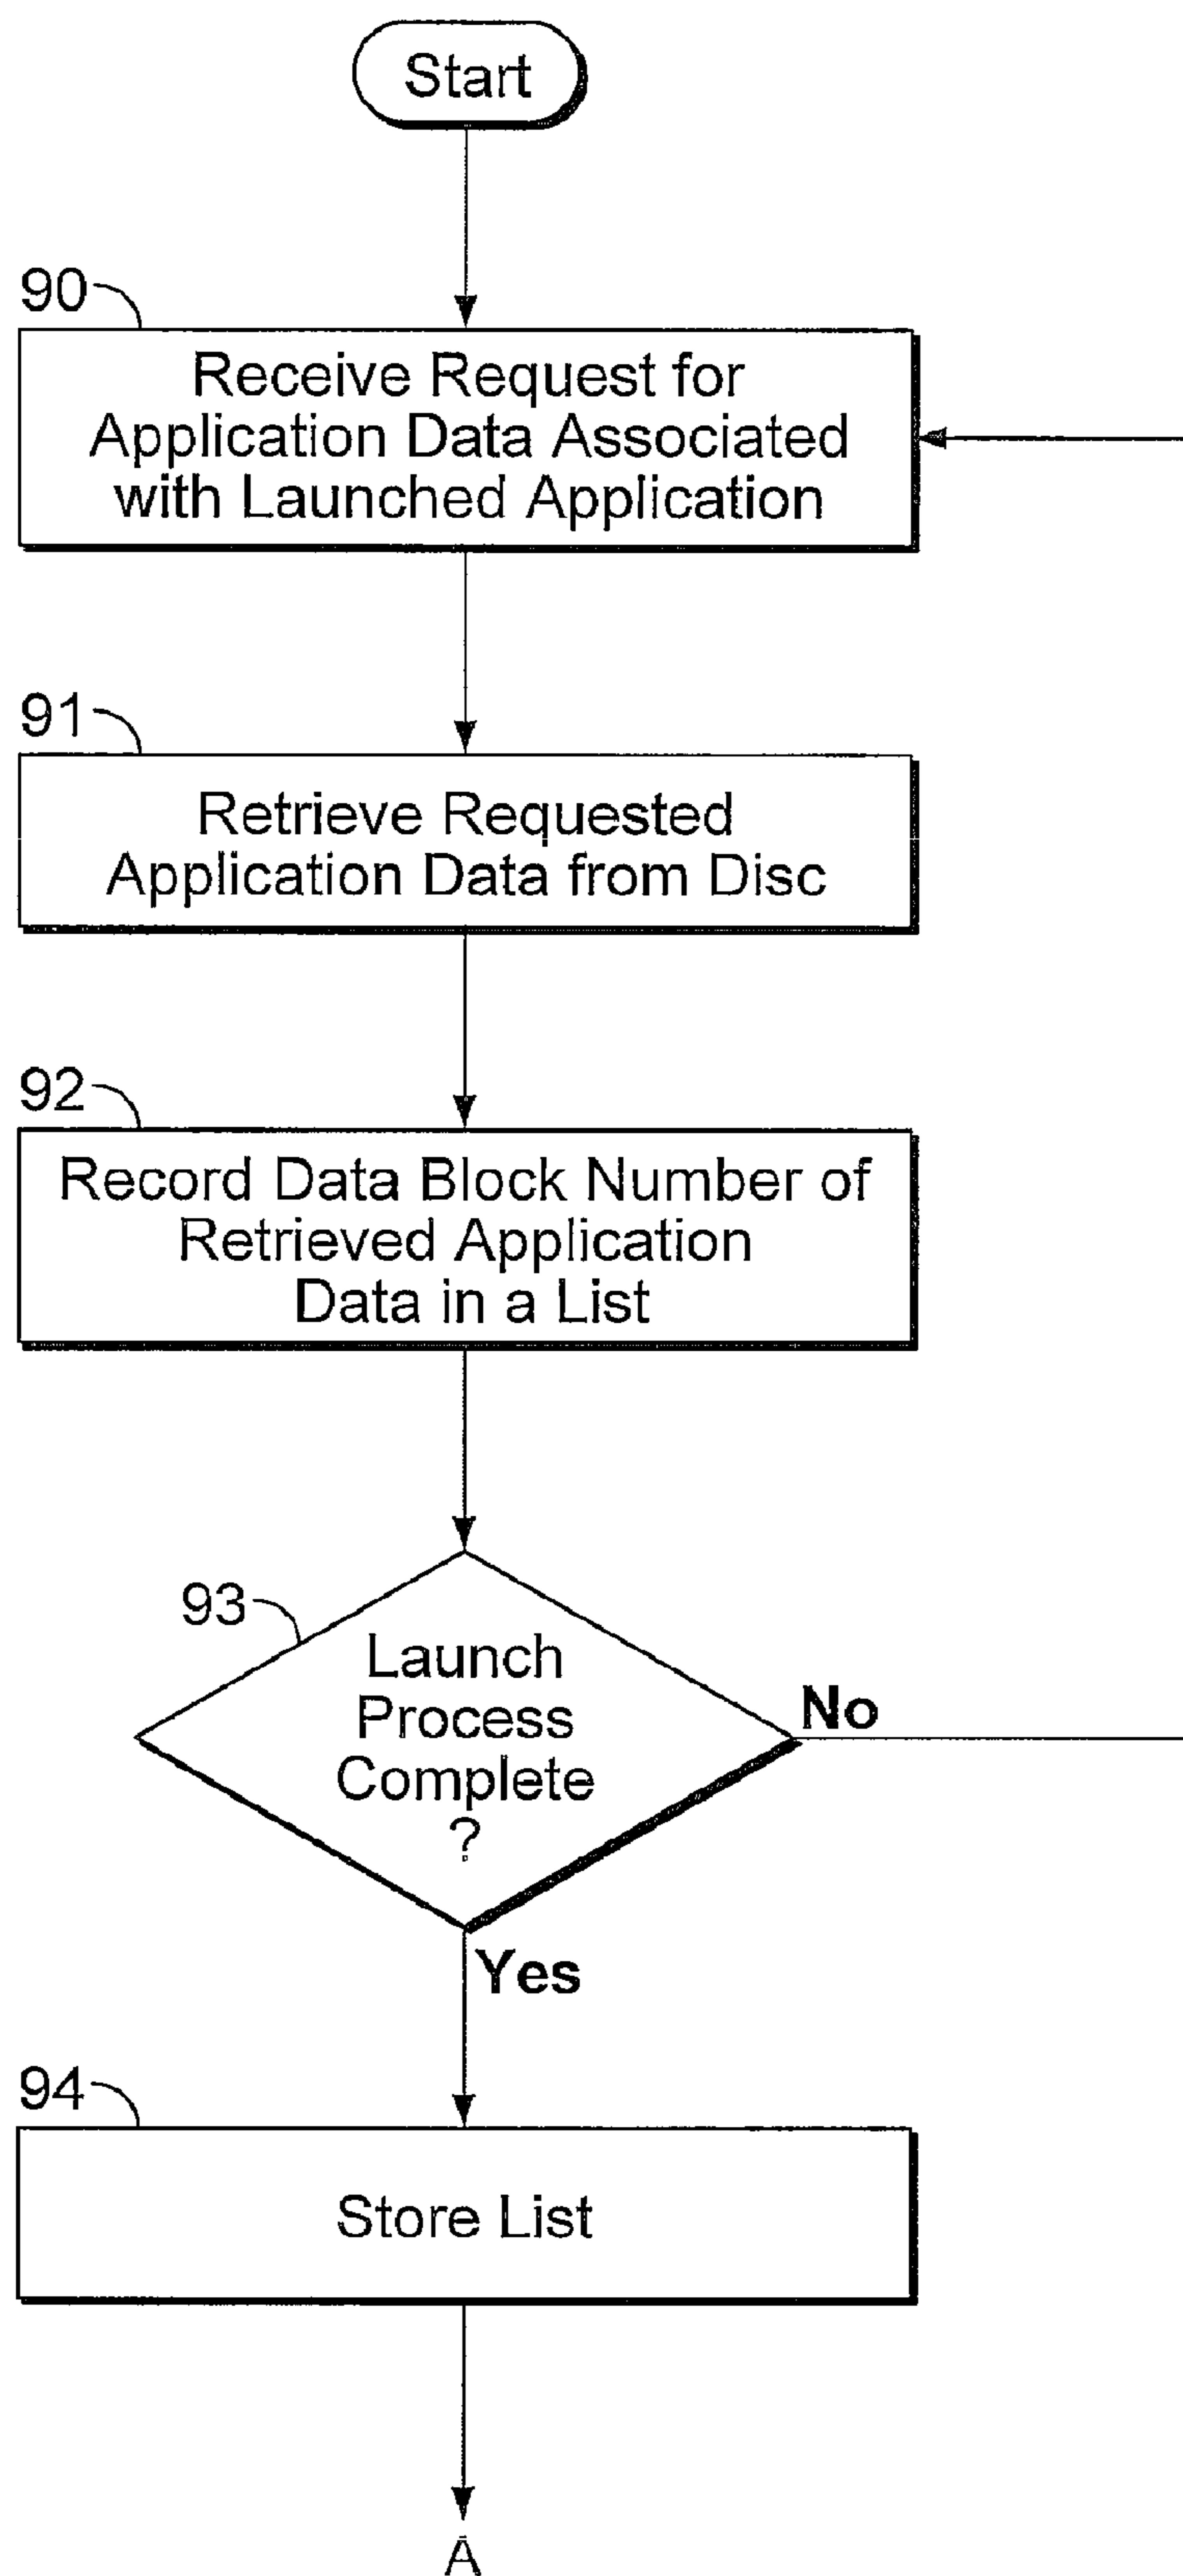 Start
90
Receive Request for
Application Data Associated
with Launched Application
91
Retrieve Requested
Application Data from Disc
92
Record Data Block Number of
Retrieved Application
Data in a List
93
Launch
Process
Complete
?
No
Yes
94
Store List
A